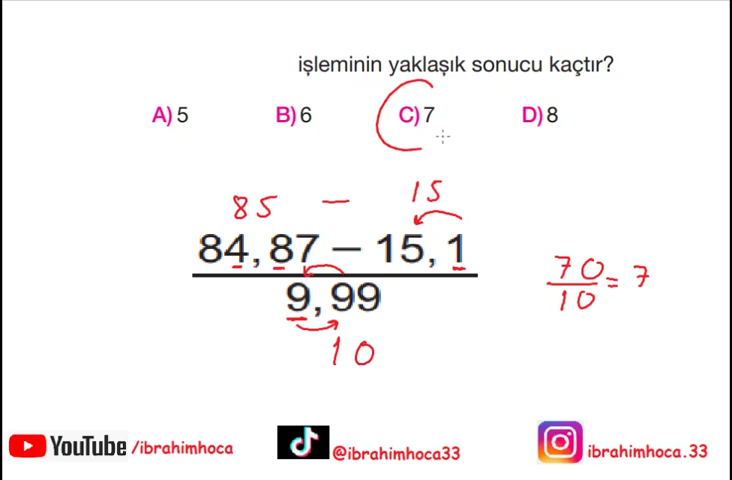 işleminin yaklaşık sonucu kaçtır?
A) 5 B) 6 C) 7 D) 8
85 – 15
84,87 – 15,1
9,99
10
70
10 = 7
YouTube /ibrahimhoca
@ibrahimhoca33
ibrahimhoca.33